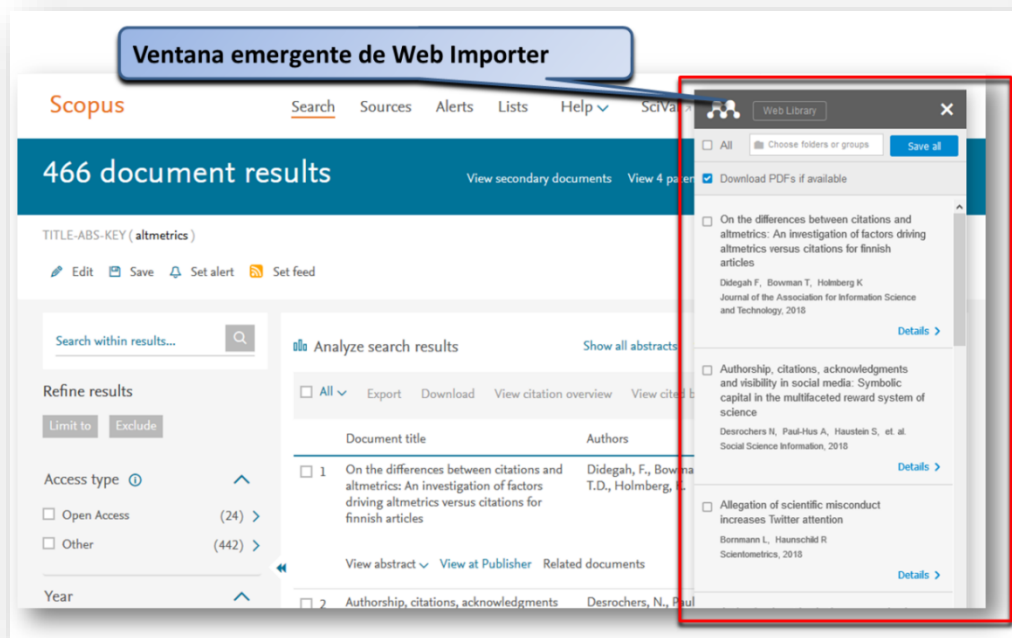 Ventana emergente de Web Importer
Scopus
Search Sources Alerts Lists Help SciVal
466 document results
View secondary documents View 4 paten
TITLE-ABS-KEY ( altmetrics )
Edit Save Set alert Set feed
Search within results...
Refine results
Limit to Exclude
Access type
Open Access (24)
Other (442)
Year
Analyze search results Show all abstracts
All Export Download View citation overview View cited b
Document title Authors
1 On the differences between citations and
altmetrics: An investigation of factors
driving altmetrics versus citations for
finnish articles
Didegah, F., Bowma
T.D., Holmberg,
View abstract View at Publisher Related documents
2 Authorship, citations, acknowledgments Desrochers, N., Paul
Web Library
All Choose folders or groups Save all
Download PDFs if available
On the differences between citations and
altmetrics: An investigation of factors driving
altmetrics versus citations for finnish
articles
Didegah F, Bowman T, Holmberg K
Journal of the Association for Information Science
and Technology, 2018
Details
Authorship, citations, acknowledgments
and visibility in social media: Symbolic
capital in the multifaceted reward system of
science
Desrochers N, Paul-Hus A, Haustein S, et. al.
Social Science Information, 2018
Details
Allegation of scientific misconduct
increases Twitter attention
Bornmann L, Haunschild R
Scientometrics, 2018
Details